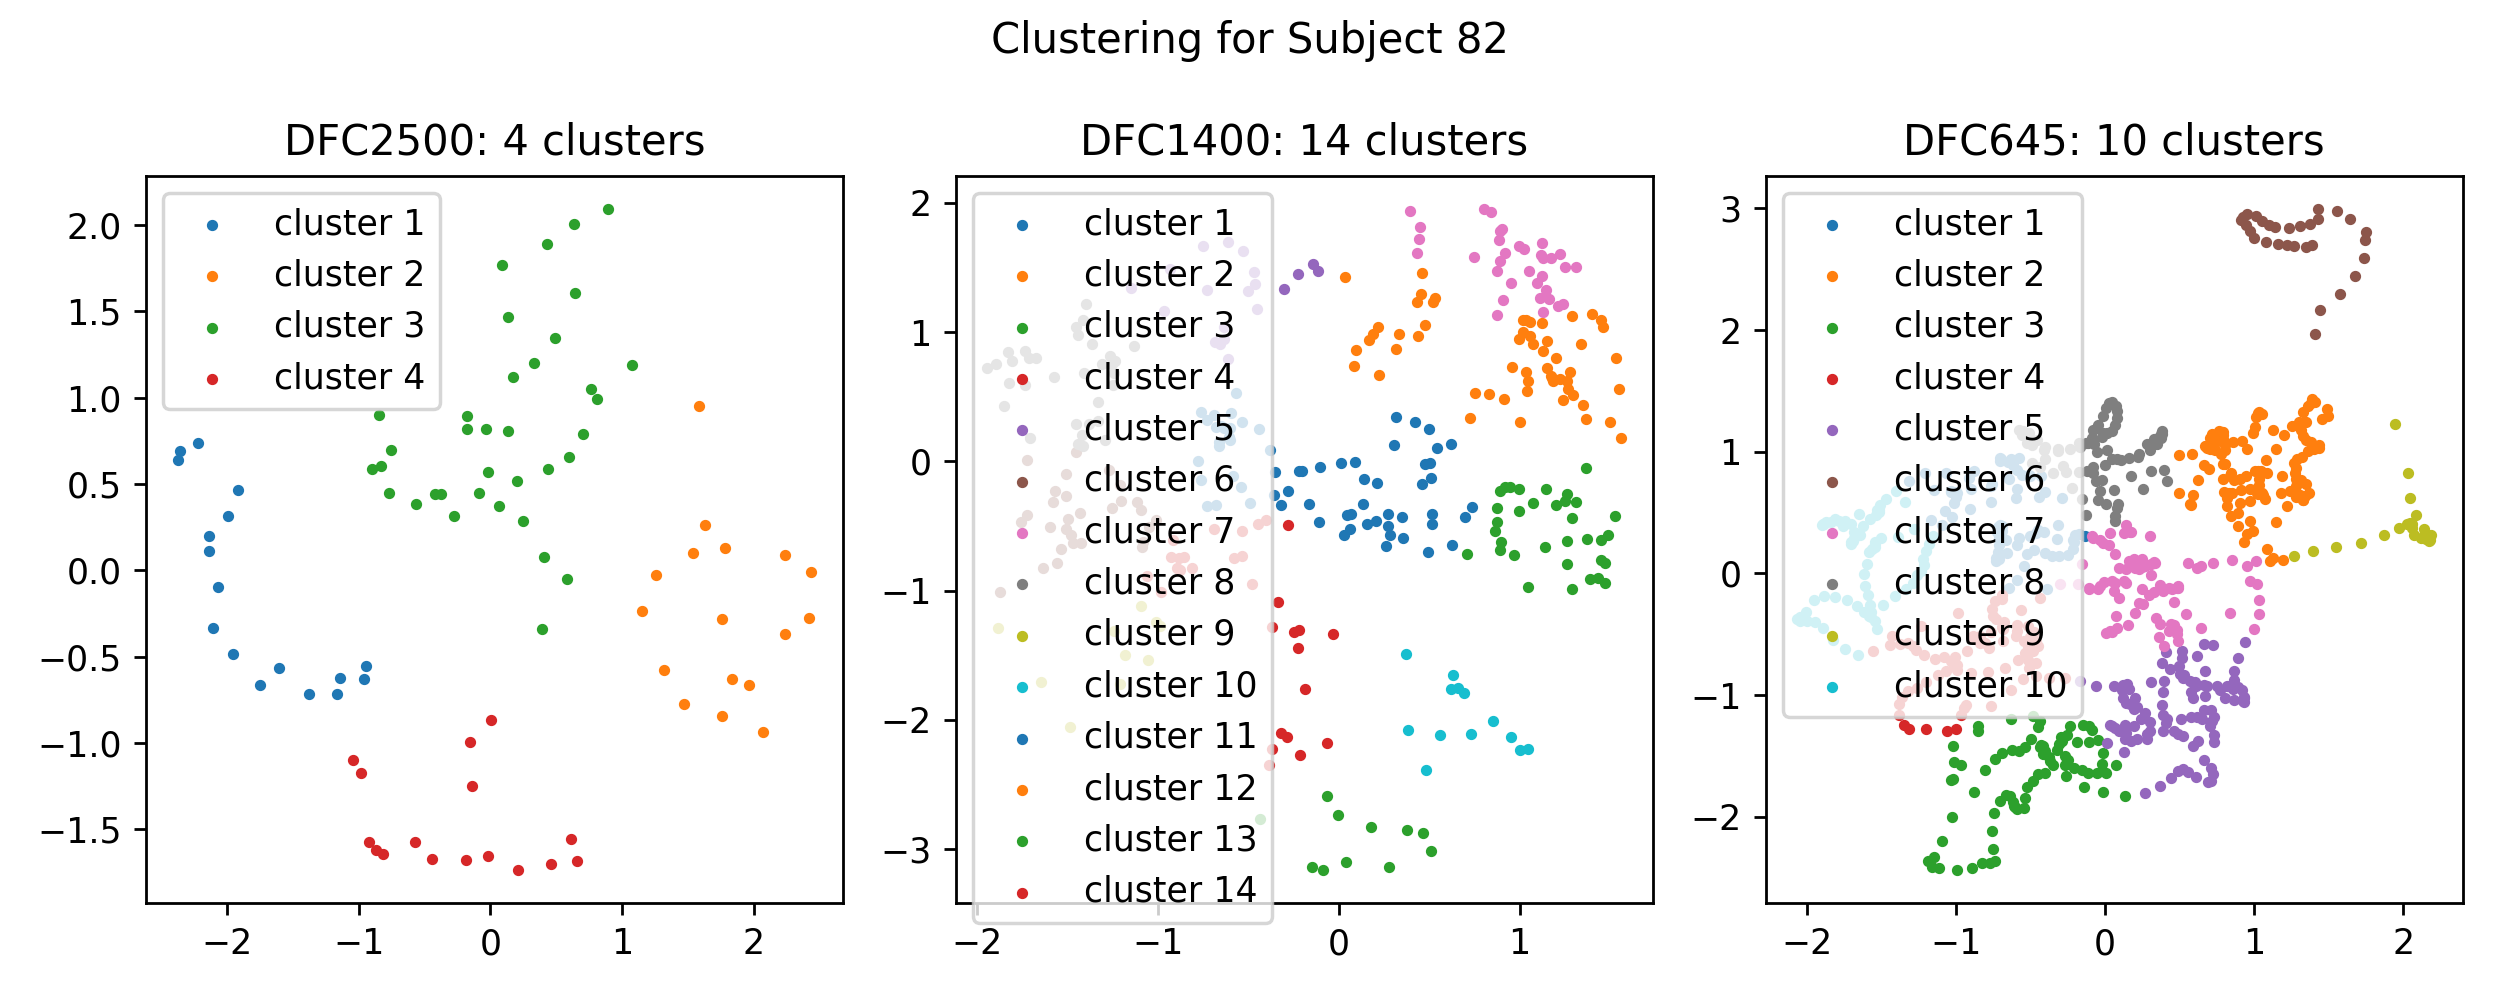 Clustering for Subject 82
DFC2500: 4 clusters
cluster 1
cluster 2
cluster 3
cluster 4
2.0
1.5
1.0
0.5
0.0
−0.5
−1.0
−1.5
−2
−1
0
1
2
DFC1400: 14 clusters
cluster 1
cluster 2
cluster 3
cluster 4
cluster 5
cluster 6
cluster 7
cluster 8
cluster 9
cluster 10
cluster 11
cluster 12
cluster 13
cluster 14
2
1
0
−1
−2
−3
−2
−1
0
1
DFC645: 10 clusters
cluster 1
cluster 2
cluster 3
cluster 4
cluster 5
cluster 6
cluster 7
cluster 8
cluster 9
cluster 10
3
2
1
0
−1
−2
−2
−1
0
1
2